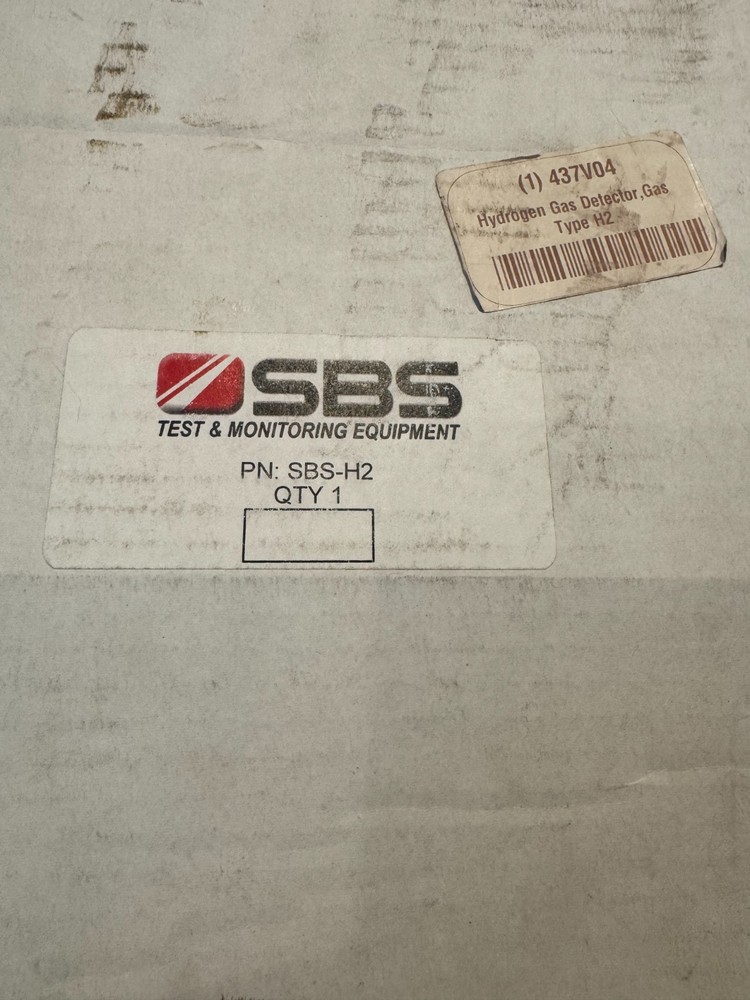 (1) 437V04
Hydrogen Gas Detector,Gas
Type H2
SBS
TEST & MONITORING EQUIPMENT
PN: SBS-H2
QTY 1